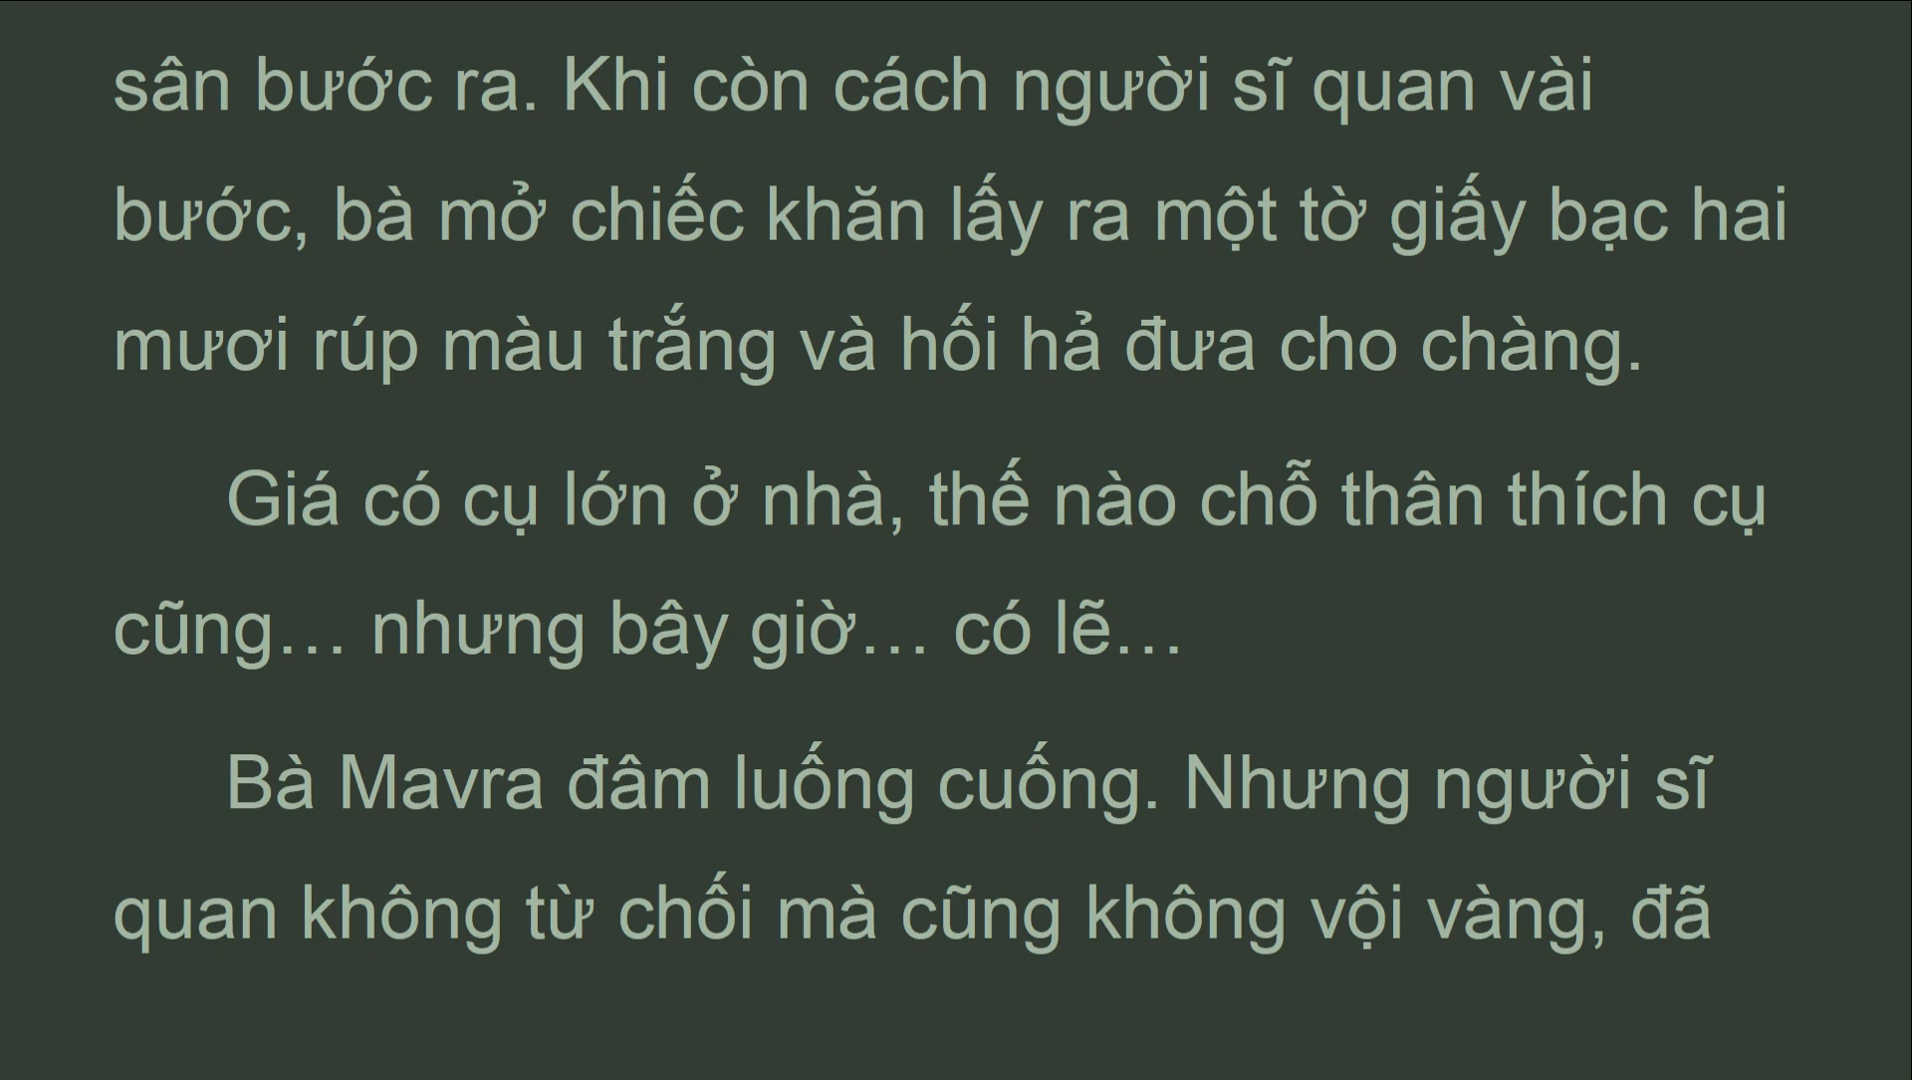 sân bước ra. Khi còn cách người sĩ quan vài
bước, bà mở chiếc khăn lấy ra một tờ giấy bạc hai
mươi rúp màu trắng và hối hả đưa cho chàng.
Giá có cụ lớn ở nhà, thế nào chỗ thân thích cụ
cũng… nhưng bây giờ… có lẽ…
Bà Mavra đâm luống cuống. Nhưng người sĩ
quan không từ chối mà cũng không vội vàng, đã